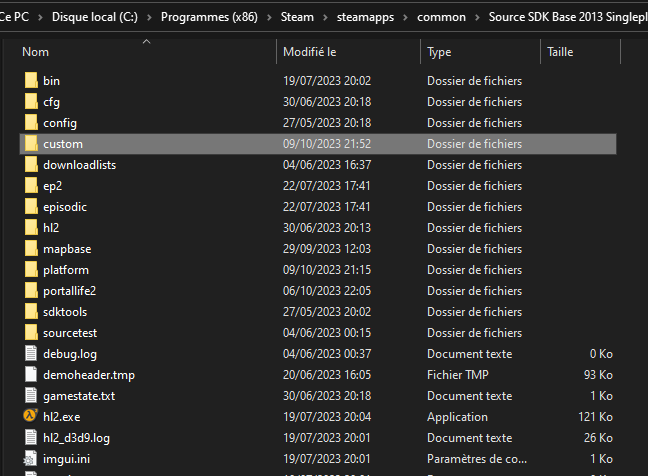 Ce PC > Disque local (C:) > Programmes (x86) > Steam > steamapps > common > Source SDK Base 2013 Singlepl
Nom Modifié le Type Taille
bin 19/07/2023 20:02 Dossier de fichiers
cfg 30/06/2023 20:18 Dossier de fichiers
config 27/05/2023 20:18 Dossier de fichiers
custom 09/10/2023 21:52 Dossier de fichiers
downloadlists 04/06/2023 16:37 Dossier de fichiers
ep2 22/07/2023 17:41 Dossier de fichiers
episodic 22/07/2023 17:41 Dossier de fichiers
hl2 30/06/2023 20:13 Dossier de fichiers
mapbase 29/09/2023 12:03 Dossier de fichiers
platform 09/10/2023 21:15 Dossier de fichiers
portallife2 06/10/2023 22:05 Dossier de fichiers
sdktools 27/05/2023 20:02 Dossier de fichiers
sourcetest 04/06/2023 00:15 Dossier de fichiers
debug.log 04/06/2023 00:37 Document texte 0 Ko
demoheader.tmp 20/06/2023 16:05 Fichier TMP 93 Ko
gamestate.txt 30/06/2023 20:18 Document texte 1 Ko
hl2.exe 19/07/2023 20:04 Application 121 Ko
hl2_d3d9.log 19/07/2023 20:01 Document texte 26 Ko
imgui.ini 19/07/2023 20:01 Paramètres de co... 1 Ko